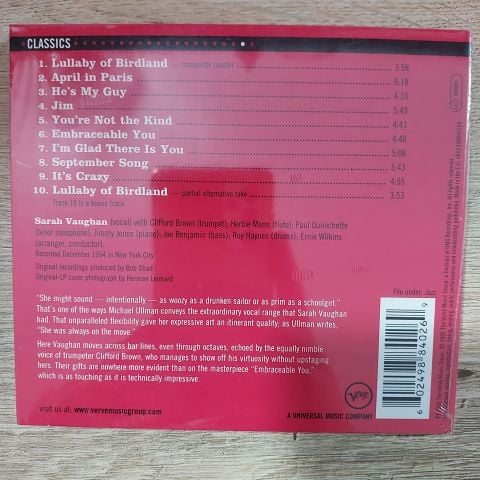 CLASSICS
1. Lullaby of Birdland — composite master 3:58
2. April in Paris 6:18
3. He's My Guy 4:10
4. Jim 5:49
5. You're Not the Kind 4:41
6. Embraceable You 4:48
7. I'm Glad There Is You 5:08
8. September Song 5:43
9. It's Crazy 4:55
10. Lullaby of Birdland — partial alternative take 3:53
Track 10 is a bonus track.
Sarah Vaughan (vocal) with Clifford Brown (trumpet); Herbie Mann (flute), Paul Quinichette
(tenor saxophone); Jimmy Jones (piano); Joe Benjamin (bass); Roy Haynes (drums); Ernie Wilkins
(arranger, conductor).
Recorded December 1954 in New York City
Original recordings produced by Bob Shad
Original-LP cover photograph by Herman Leonard
"She might sound — intentionally — as woozy as a drunken sailor or as prim as a schoolgirl."
That's one of the ways Michael Ullman conveys the extraordinary vocal range that Sarah Vaughan
had. That unparalleled flexibility gave her expressive art an itinerant quality; as Ullman writes,
"She was always on the move."
Here Vaughan moves across bar lines, even through octaves, echoed by the equally nimble
voice of trumpeter Clifford Brown, who manages to show off his virtuosity without upstaging
hers. Their gifts are nowhere more evident than on the masterpiece "Embraceable You,"
which is as touching as it is technically impressive.
visit us at: www.vervemusicgroup.com
File under: Jazz
6 02498 84026 9
verve
A UNIVERSAL MUSIC COMPANY